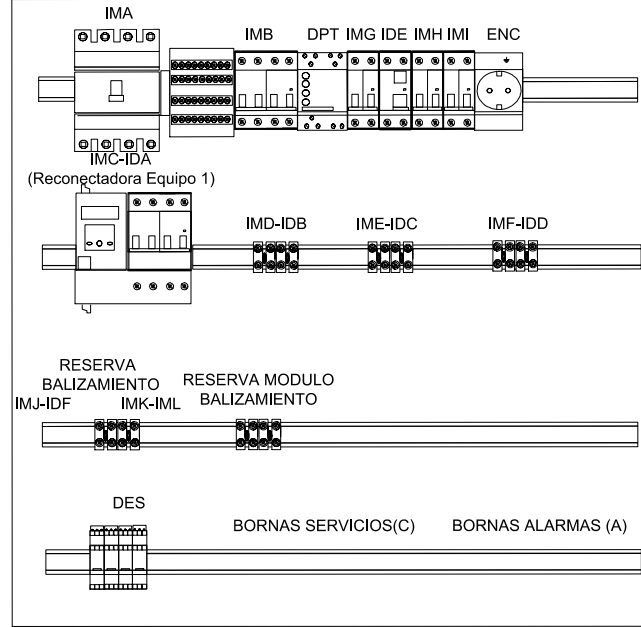 IMA
IMB DPT IMG IDE IMH IMI ENC
IMC-IDA
(Reconectadora Equipo 1)
IMD-IDB IME-IDC IMF-IDD
RESERVA
BALIZAMIENTO
RESERVA MODULO
BALIZAMIENTO
IMJ-IDF IMK-IML
DES
BORNAS SERVICIOS(C) BORNAS ALARMAS (A)